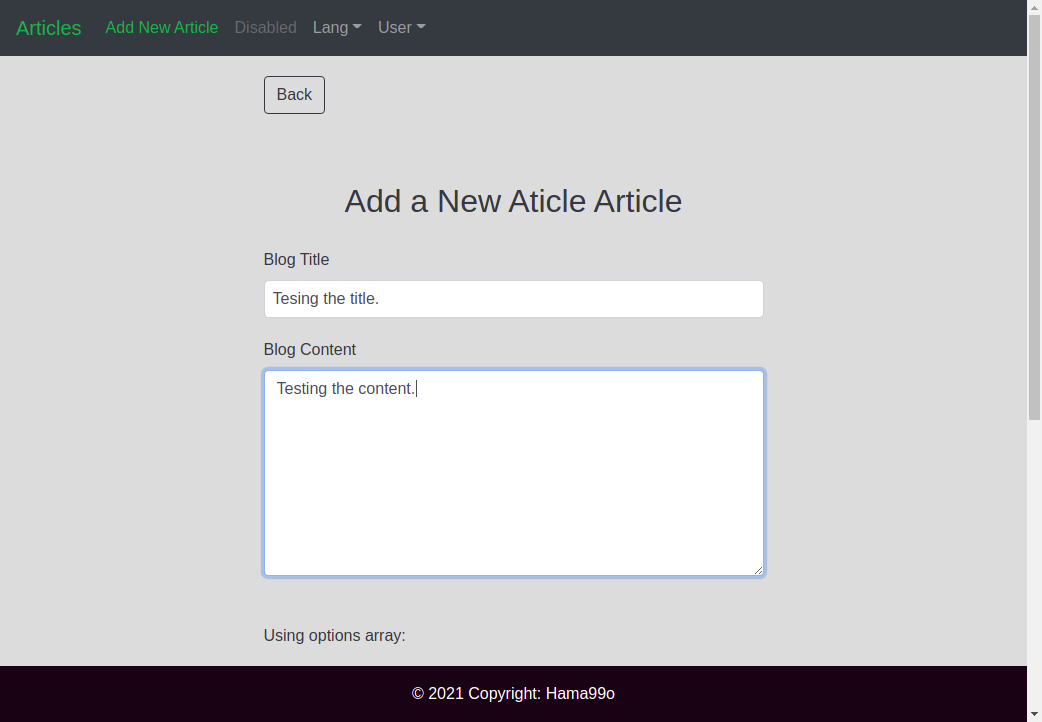 Articles Add New Article Disabled Lang User
Back
Add a New Aticle Article
Blog Title
Tesing the title.
Blog Content
Testing the content.
Using options array:
© 2021 Copyright: Hama99o